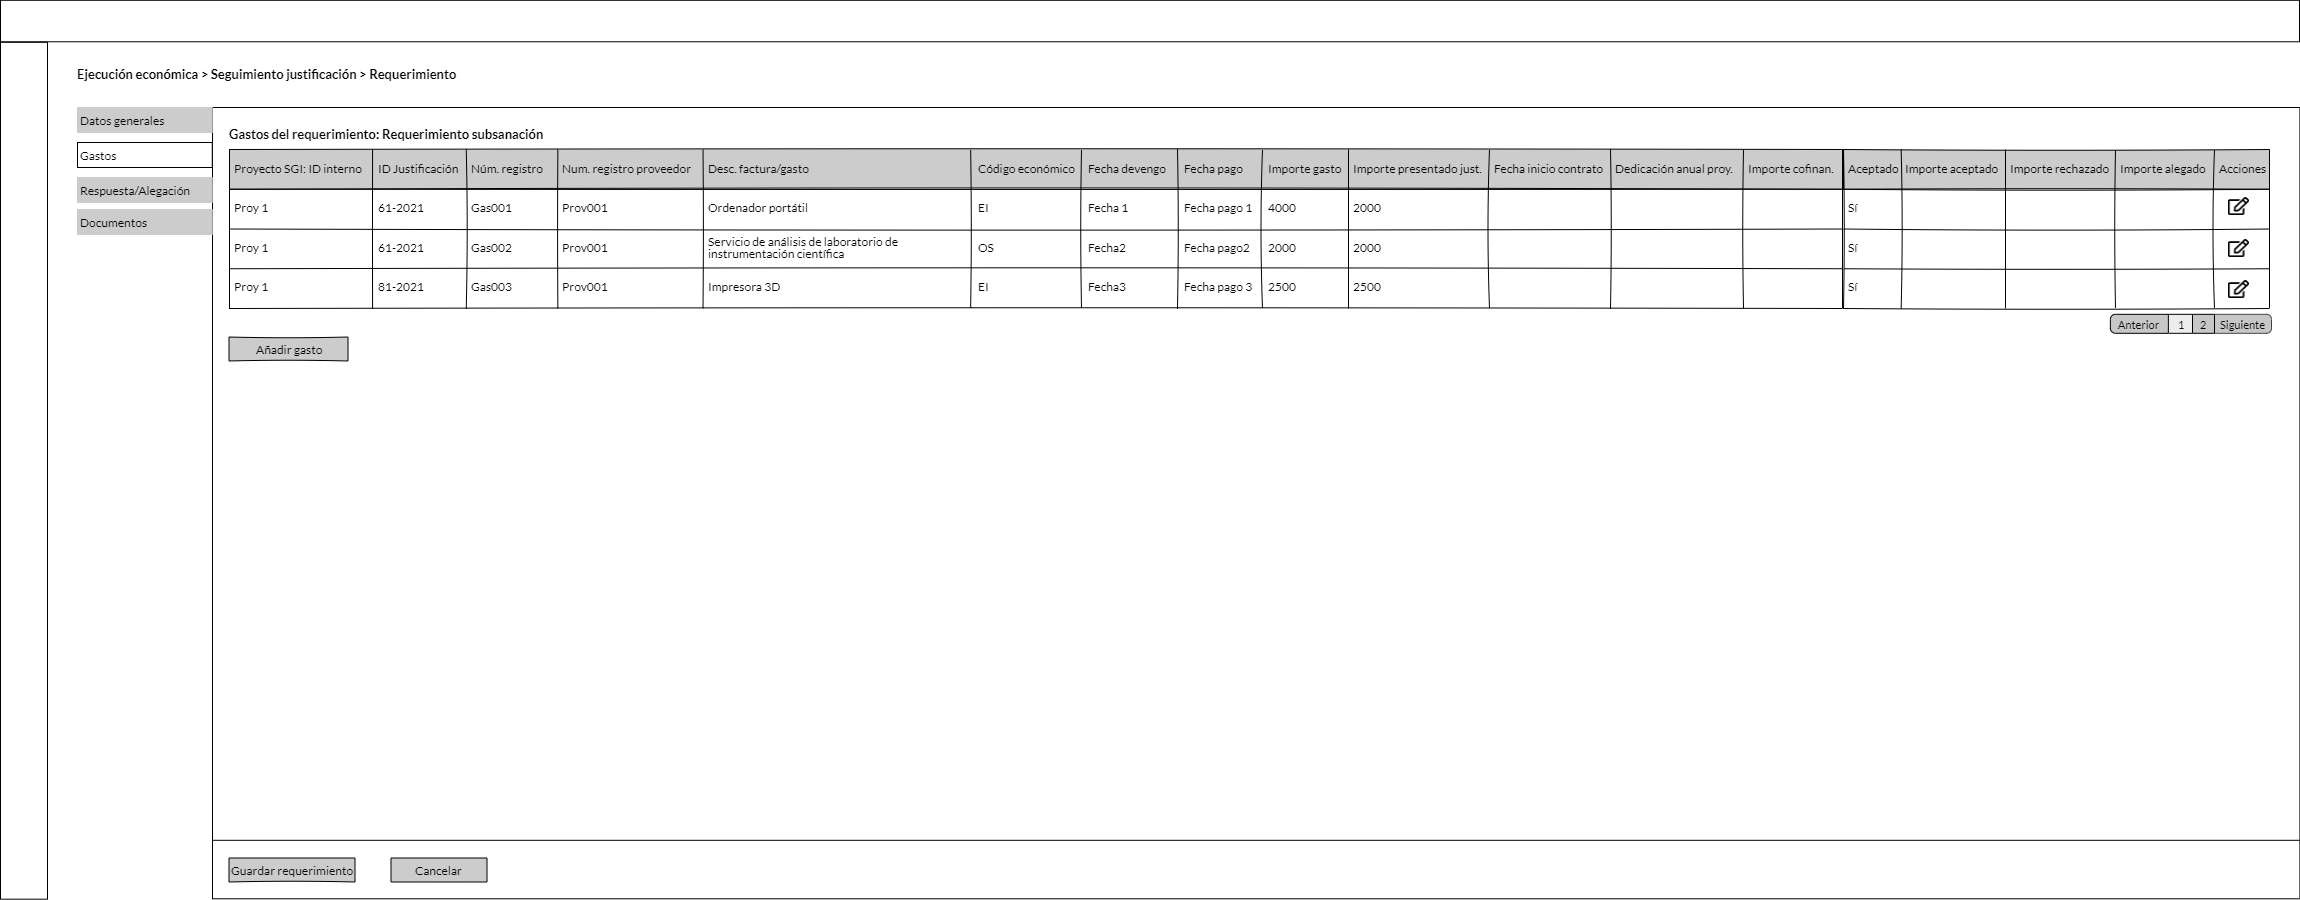 Ejecución económica > Seguimiento justificación > Requerimiento
Datos generales
Gastos
Respuesta/Alegación
Documentos
Gastos del requerimiento: Requerimiento subsanación
Proyecto SGI: ID interno ID Justificación Núm. registro Num. registro proveedor Desc. factura/gasto Código económico Fecha devengo Fecha pago Importe gasto Importe presentado just. Fecha inicio contrato Dedicación anual proy. Importe cofinan. Aceptado Importe aceptado Importe rechazado Importe alegado Acciones
Proy 1 61-2021 Gas001 Prov001 Ordenador portátil EI Fecha 1 Fecha pago 1 4000 2000 Sí
Proy 1 61-2021 Gas002 Prov001 Servicio de análisis de laboratorio de
instrumentación científica OS Fecha2 Fecha pago2 2000 2000 Sí
Proy 1 81-2021 Gas003 Prov001 Impresora 3D EI Fecha3 Fecha pago 3 2500 2500 Sí
Anterior 1 2 Siguiente
Añadir gasto
Guardar requerimiento Cancelar